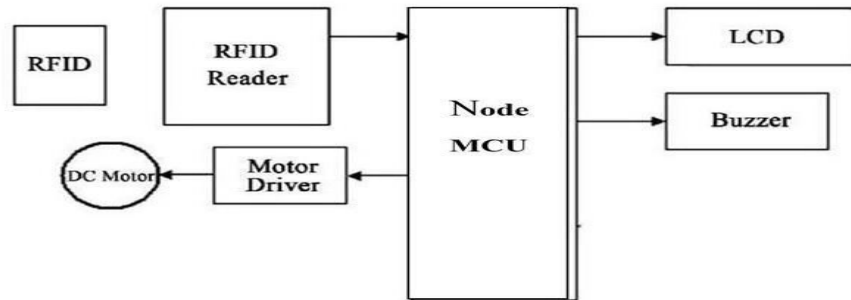 RFID
RFID
Reader
Node
MCU
LCD
Buzzer
DC Motor
Motor
Driver